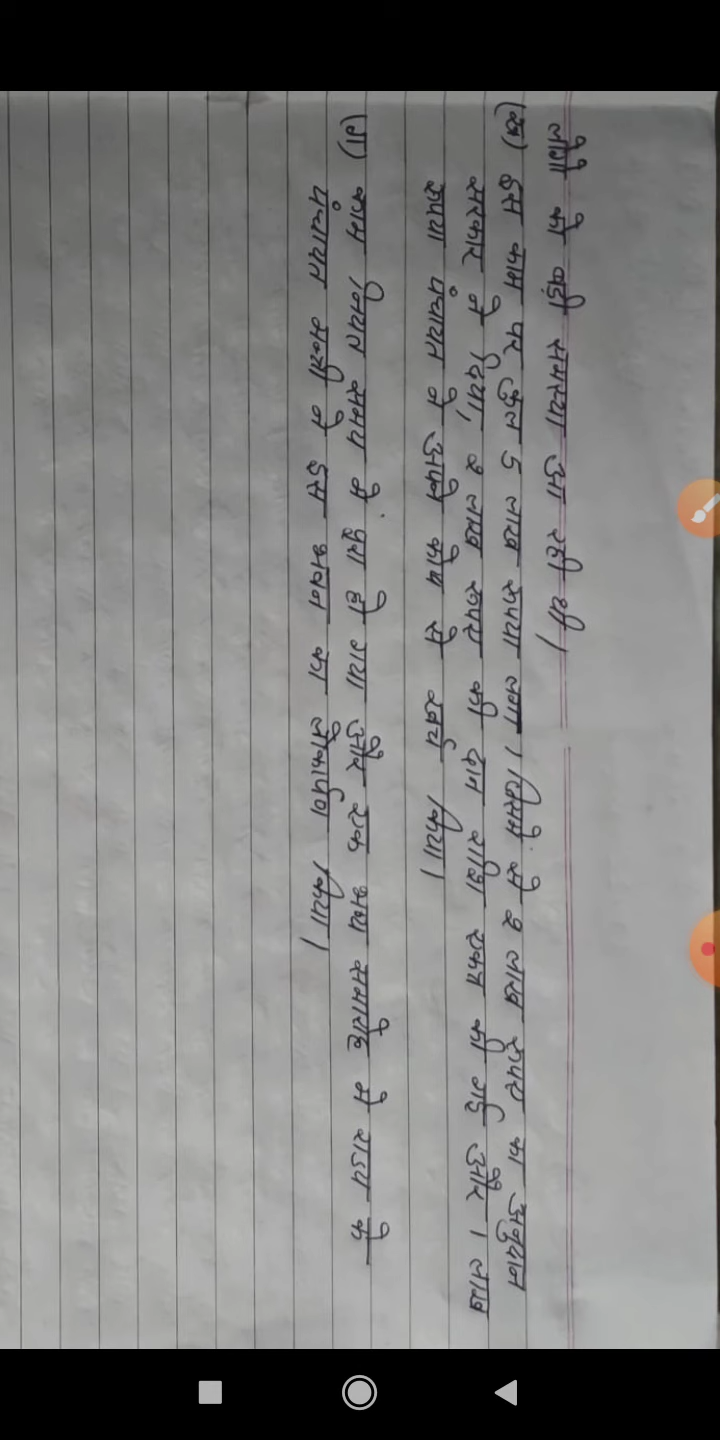 लोगों को बड़ी समस्या आ रही थी।
(ख) इस काम पर कुल 5 लाख रुपया लगा, जिसमें से 2 लाख रुपए का अनुदान
सरकार ने दिया, 2 लाख रुपए की दान राशि एकत्र की गई और 1 लाख
रुपया पंचायत ने अपने कोष से खर्च किया।
(ग) काम नियत समय में पुरा हो गया और एक भव्य समारोह में राज्य के
पंचायत मन्त्री ने इस भवन का लोकार्पण किया।